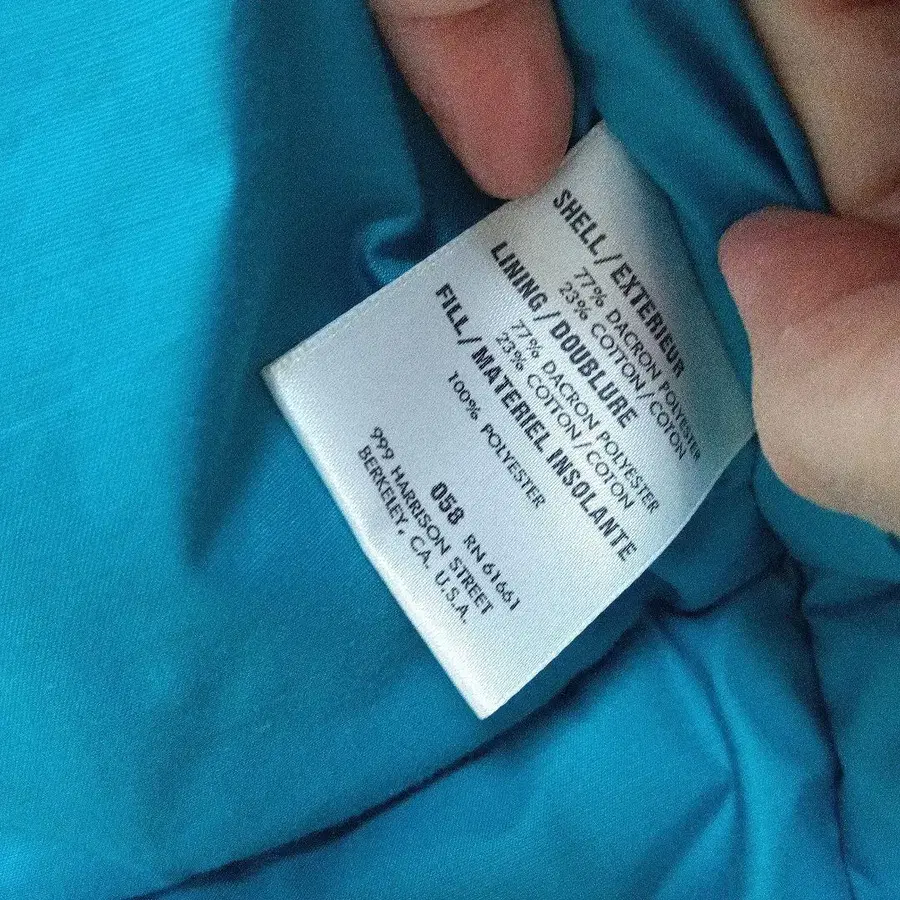 SHELL / EXTERIEUR
77% DACRON POLYESTER
23% COTTON / COTON
LINING / DOUBLURE
77% DACRON POLYESTER
23% COTTON / COTON
FILL / MATERIEL INSOLANTE
100% POLYESTER
058 RN 61661
999 HARRISON STREET
BERKELEY, CA. U.S.A.